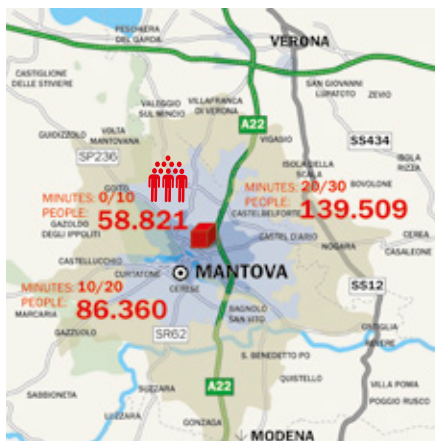 PESCHIERA
DEL GARDA
VERONA
CASTIGLIONE
DELLE STIVIERE
SAN GIOVANNI
LUPATOTO
ZEVIO
VALEGGIO
SUL MINCIO
VILLAFRANCA
DI VERONA
A22
VIGASIO
GUIDIZZOLO
VOLTA
MANTOVANA
SS434
SP236
ISOLA DELLA
SCALA
ISOLA
RIZZA
BOVOLONE
GOITO
MINUTES: 0/10
PEOPLE:
58.821
MINUTES: 20/30
PEOPLE:
139.509
GAZOLDO
DEGLI IPPOLITI
CASTELBELFORTE
CASTEL D'ARIO
NOGARA
CEREA
CASALEONE
CASTELLUCCHIO
CURTATONE
MANTOVA
CERESE
SS12
MINUTES: 10/20
PEOPLE:
86.360
MARCARIA
BAGNOLO
SAN VITO
GAZZUOLO
SR62
OSTIGLIA
REVERE
S. BENEDETTO PO
QUISTELLO
VILLA POMA
POGGIO RUSCO
SABBIONETA
SUZZARA
A22
LUZZARA
GONZAGA
MODENA